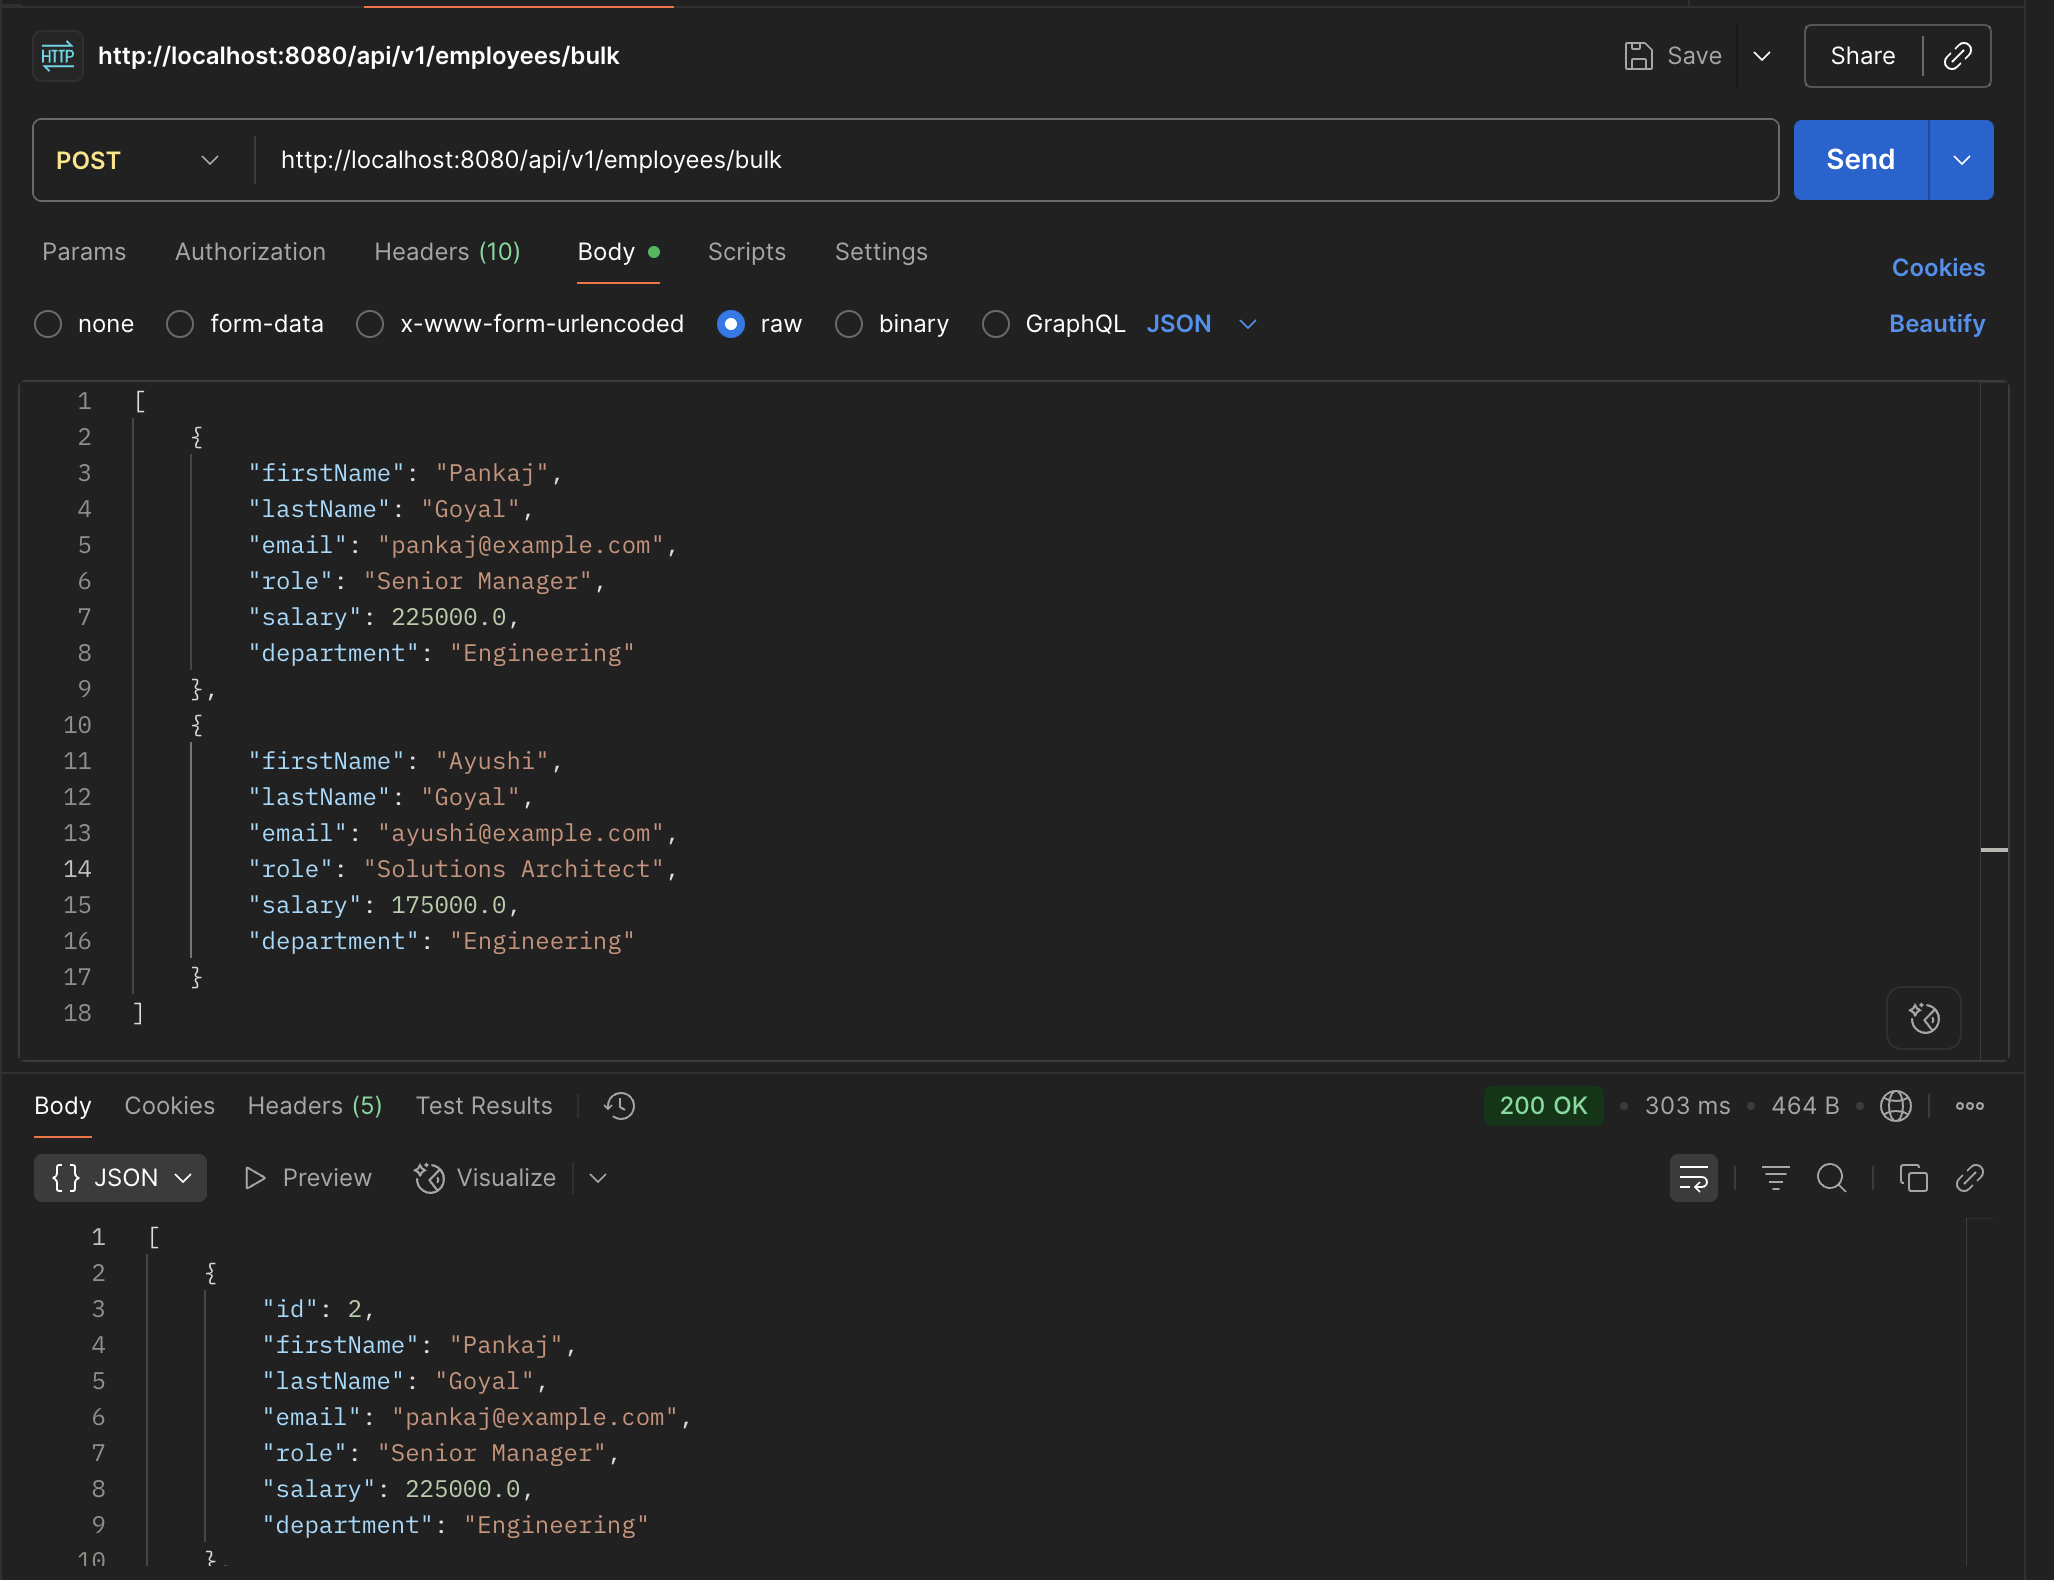 HTTP http://localhost:8080/api/v1/employees/bulk Save Share
POST http://localhost:8080/api/v1/employees/bulk Send
Params Authorization Headers (10) Body Scripts Settings Cookies
none form-data x-www-form-urlencoded raw binary GraphQL JSON Beautify
1 [
2 {
3 "firstName": "Pankaj",
4 "lastName": "Goyal",
5 "email": "pankaj@example.com",
6 "role": "Senior Manager",
7 "salary": 225000.0,
8 "department": "Engineering"
9 },
10 {
11 "firstName": "Ayushi",
12 "lastName": "Goyal",
13 "email": "ayushi@example.com",
14 "role": "Solutions Architect",
15 "salary": 175000.0,
16 "department": "Engineering"
17 }
18 ]
Body Cookies Headers (5) Test Results 200 OK • 303 ms • 464 B •
{} JSON Preview Visualize
1 [
2 {
3 "id": 2,
4 "firstName": "Pankaj",
5 "lastName": "Goyal",
6 "email": "pankaj@example.com",
7 "role": "Senior Manager",
8 "salary": 225000.0,
9 "department": "Engineering"
10 },